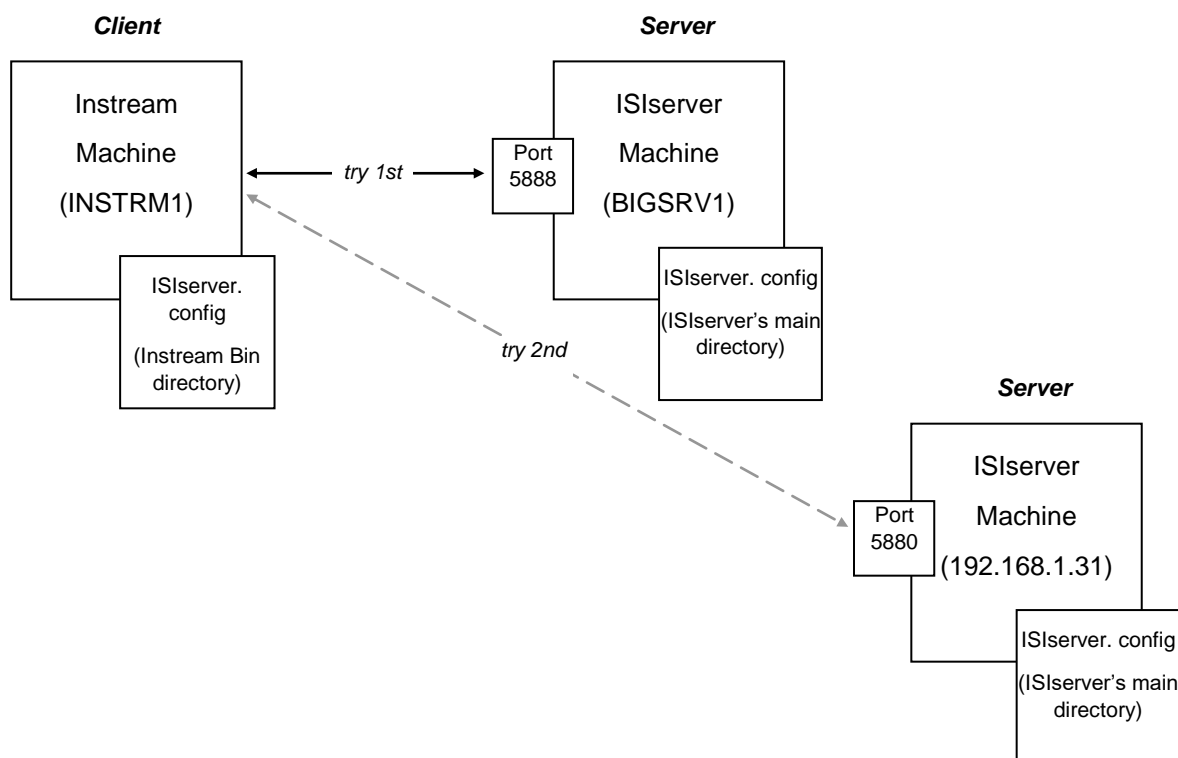 Client
Instream
Machine
(INSTRM1)
ISIserver.
config
(Instream Bin
directory)
try 1st
Server
Port
5888
ISIserver
Machine
(BIGSRV1)
ISIserver. config
(ISIserver's main
directory)
try 2nd
Server
Port
5880
ISIserver
Machine
(192.168.1.31)
ISIserver. config
(ISIserver's main
directory)